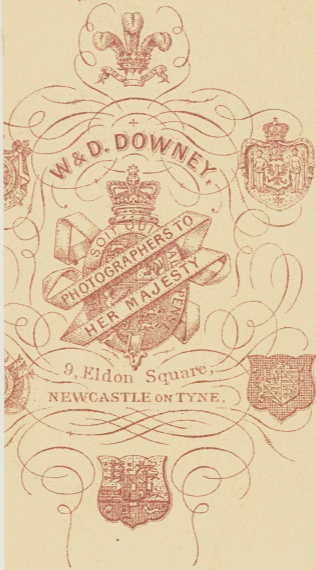 W & D. DOWNEY,
SOIT QUI MAL Y PENSE
PHOTOGRAPHERS TO
HER MAJESTY
9, Eldon Square,
NEWCASTLE ON TYNE.